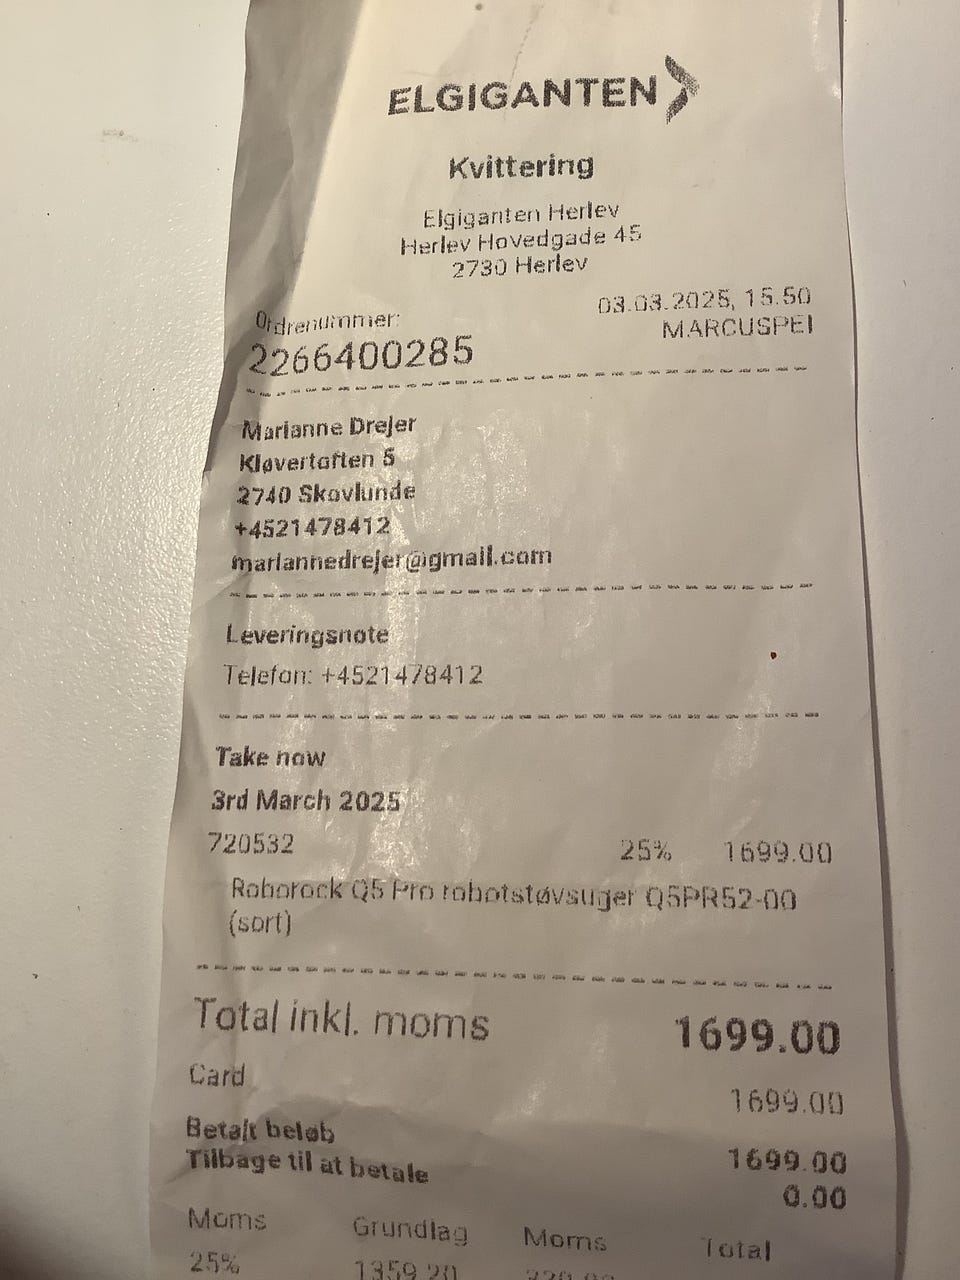 ELGIGANTEN
Kvittering
Elgiganten Herlev
Herlev Hovedgade 45
2730 Herlev
03.03.2025, 15.50
Ordrenummer:
MARCUSPEI
2266400285
Marianne Drejer
Kløvertoften 5
2740 Skovlunde
+4521478412
mariannedrejer@gmail.com
Leveringsnote
Telefon: +4521478412
Take now
3rd March 2025
720532 25% 1699.00
Roborock Q5 Pro robotstøvsuger Q5PR52-00
(sort)
Total inkl. moms 1699.00
Card 1699.00
Betalt beløb 1699.00
Tilbage til at betale 0.00
Moms Grundlag Moms Total
25% 1359.20